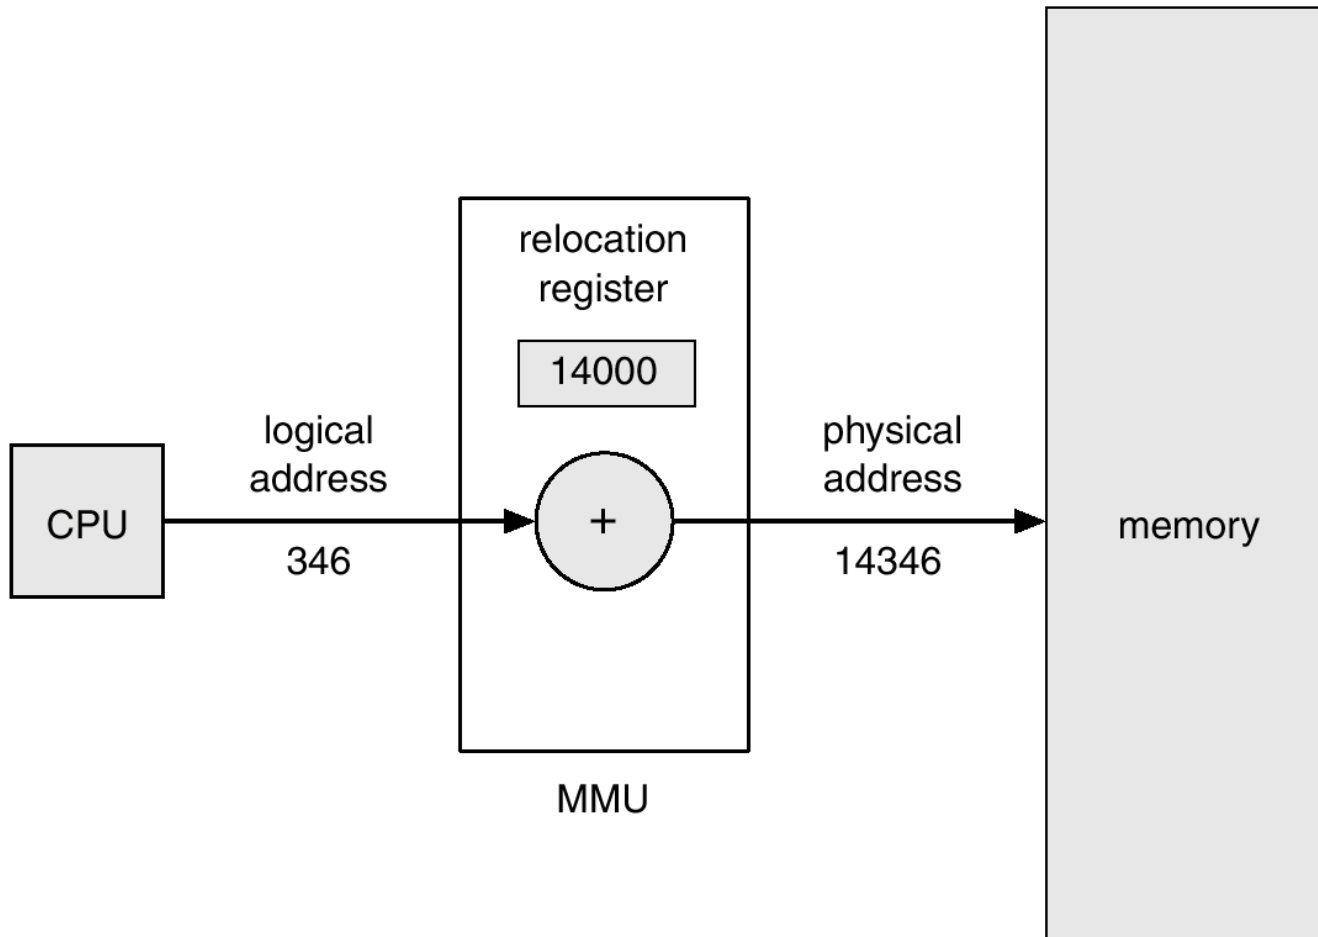 relocation
register
14000
logical
address
physical
address
CPU
+
memory
346
14346
MMU